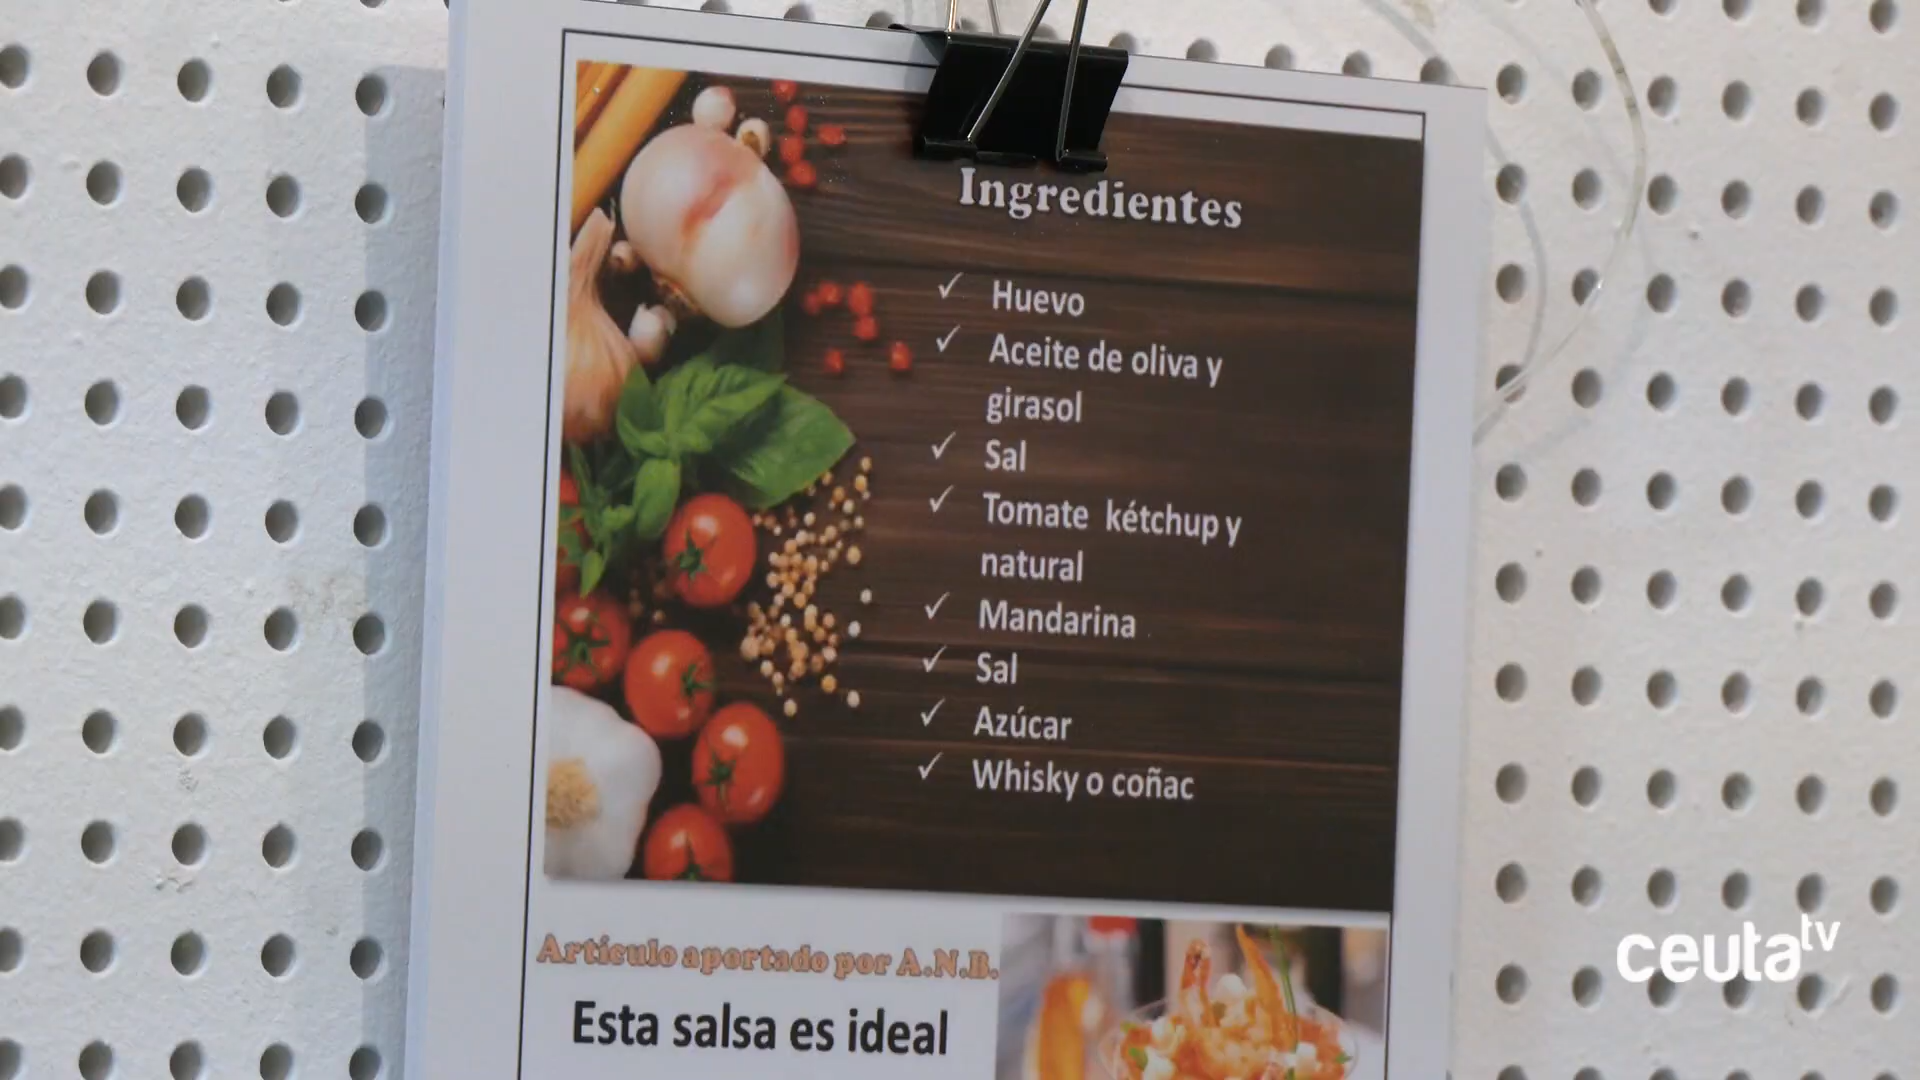 Ingredientes
✓ Huevo
✓ Aceite de oliva y
girasol
✓ Sal
✓ Tomate kétchup y
natural
✓ Mandarina
✓ Sal
✓ Azúcar
✓ Whisky o coñac
Artículo aportado por A.N.B.
Esta salsa es ideal
ceuta tv